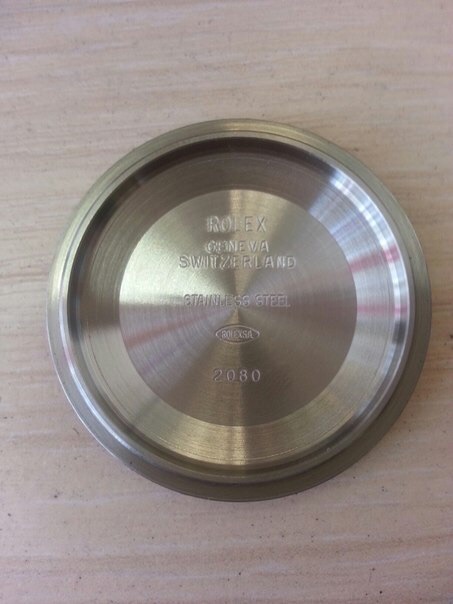 ROLEX
GENEVA
SWITZERLAND
STAINLESS STEEL
ROLEXSA
2080